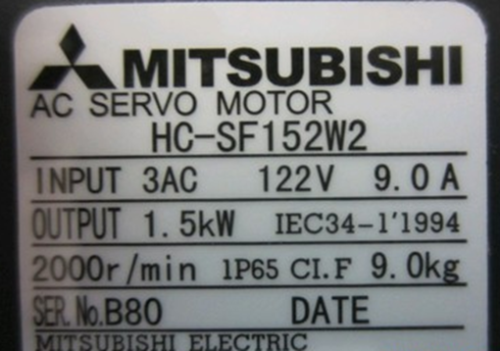 MITSUBISHI
AC SERVO MOTOR
HC-SF152W2
INPUT 3AC 122V 9.0A
OUTPUT 1.5kW IEC34-1'1994
2000r/min 1P65 CI.F 9.0kg
SER.No.B80 DATE
MITSUBISHI ELECTRIC